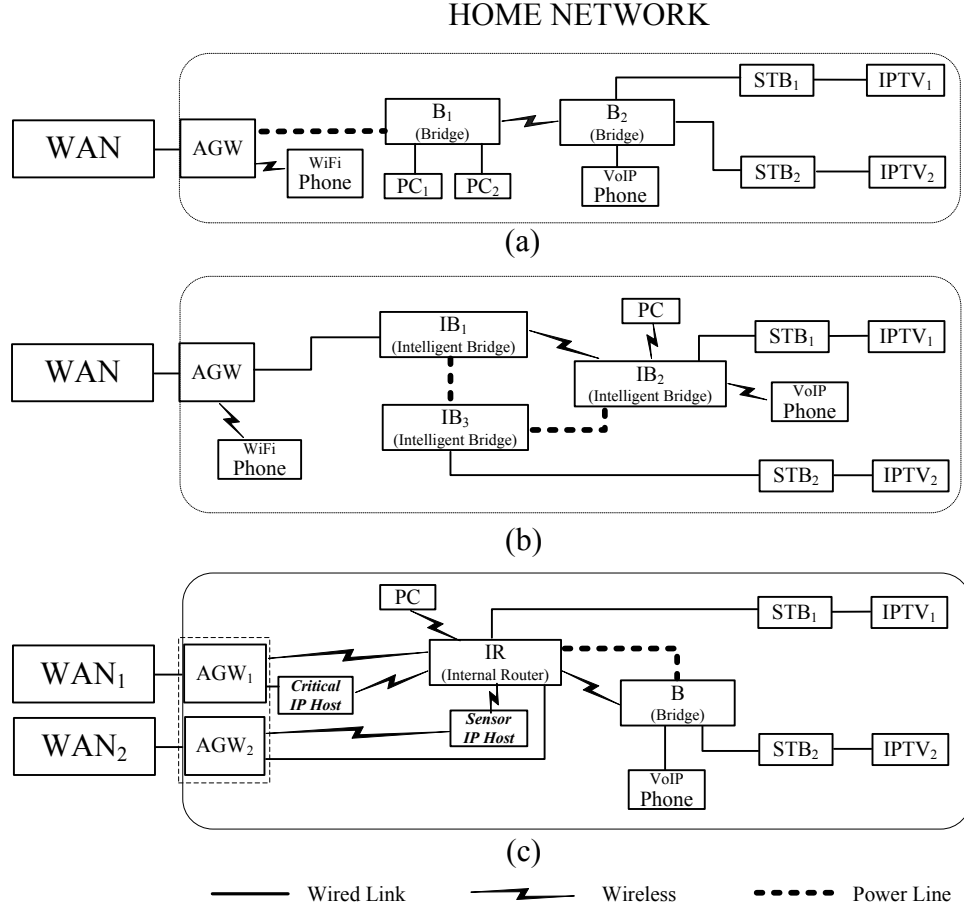 HOME NETWORK
WAN
AGW
WiFi
Phone
B₁
(Bridge)
PC₁
PC₂
B₂
(Bridge)
VoIP
Phone
STB₁
IPTV₁
STB₂
IPTV₂
(a)
WAN
AGW
WiFi
Phone
IB₁
(Intelligent Bridge)
IB₃
(Intelligent Bridge)
PC
IB₂
(Intelligent Bridge)
VoIP
Phone
STB₁
IPTV₁
STB₂
IPTV₂
(b)
WAN₁
WAN₂
AGW₁
AGW₂
Critical
IP Host
PC
IR
(Internal Router)
Sensor
IP Host
B
(Bridge)
VoIP
Phone
STB₁
IPTV₁
STB₂
IPTV₂
(c)
Wired Link
Wireless
Power Line